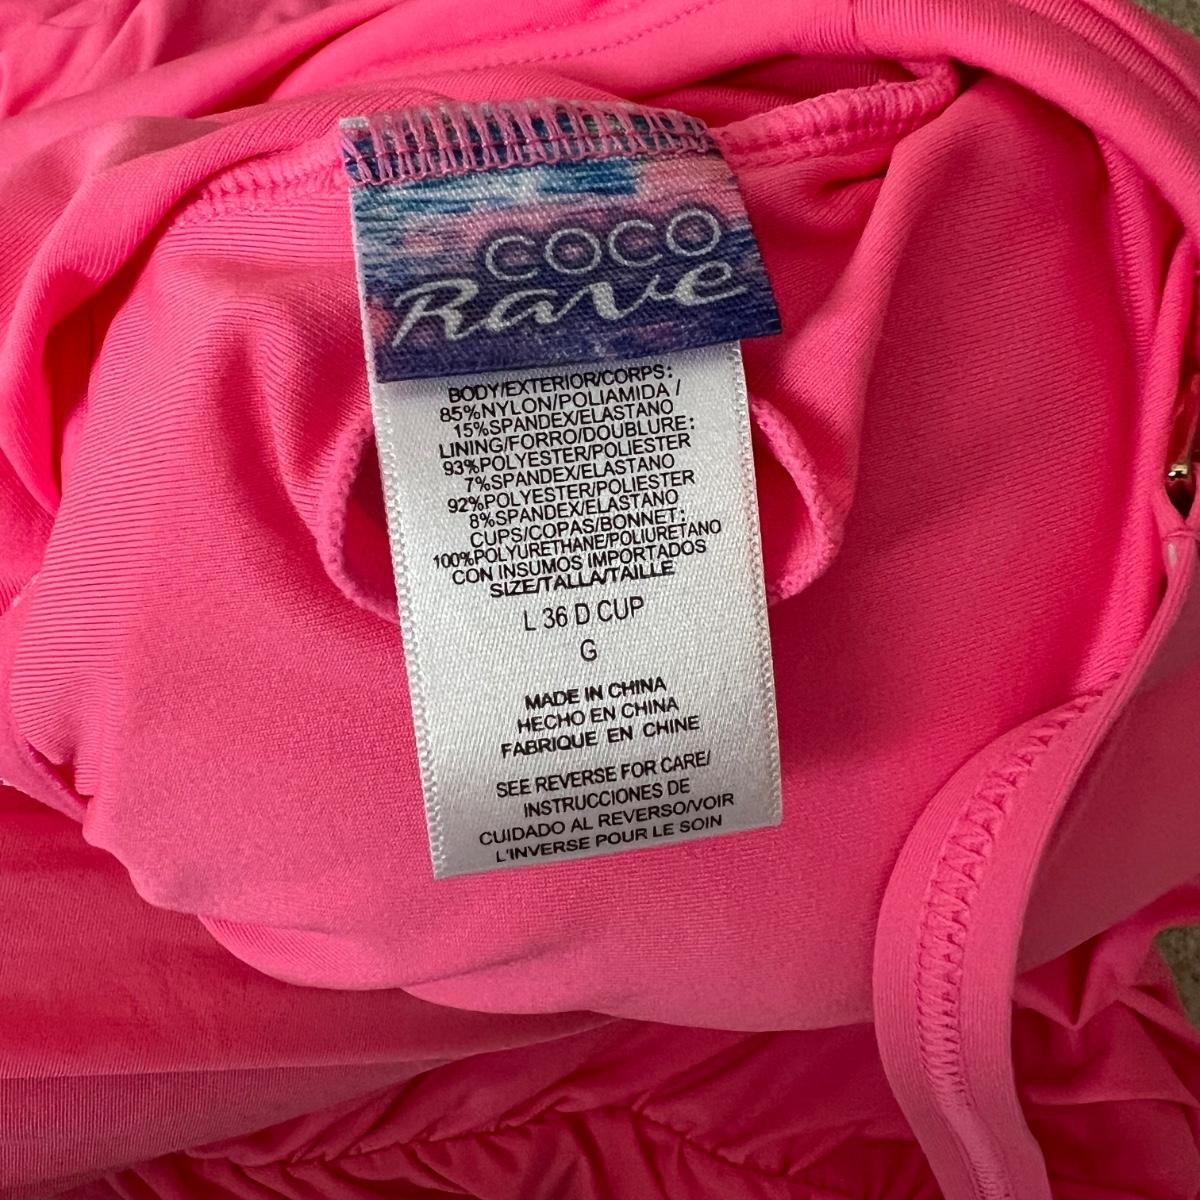 COCO
Rave
BODY/EXTERIOR/CORPS:
85%NYLON/POLIAMIDA /
15%SPANDEX/ELASTANO
LINING/FORRO/DOUBLURE:
93%POLYESTER/POLIESTER
7%SPANDEX/ELASTANO
92%POLYESTER/POLIESTER
8%SPANDEX/ELASTANO
CUPS/COPAS/BONNET:
100%POLYURETHANE/POLIURETANO
CON INSUMOS IMPORTADOS
SIZE/TALLA/TAILLE
L 36 D CUP
G
MADE IN CHINA
HECHO EN CHINA
FABRIQUE EN CHINE
SEE REVERSE FOR CARE/
INSTRUCCIONES DE
CUIDADO AL REVERSO/VOIR
L'INVERSE POUR LE SOIN